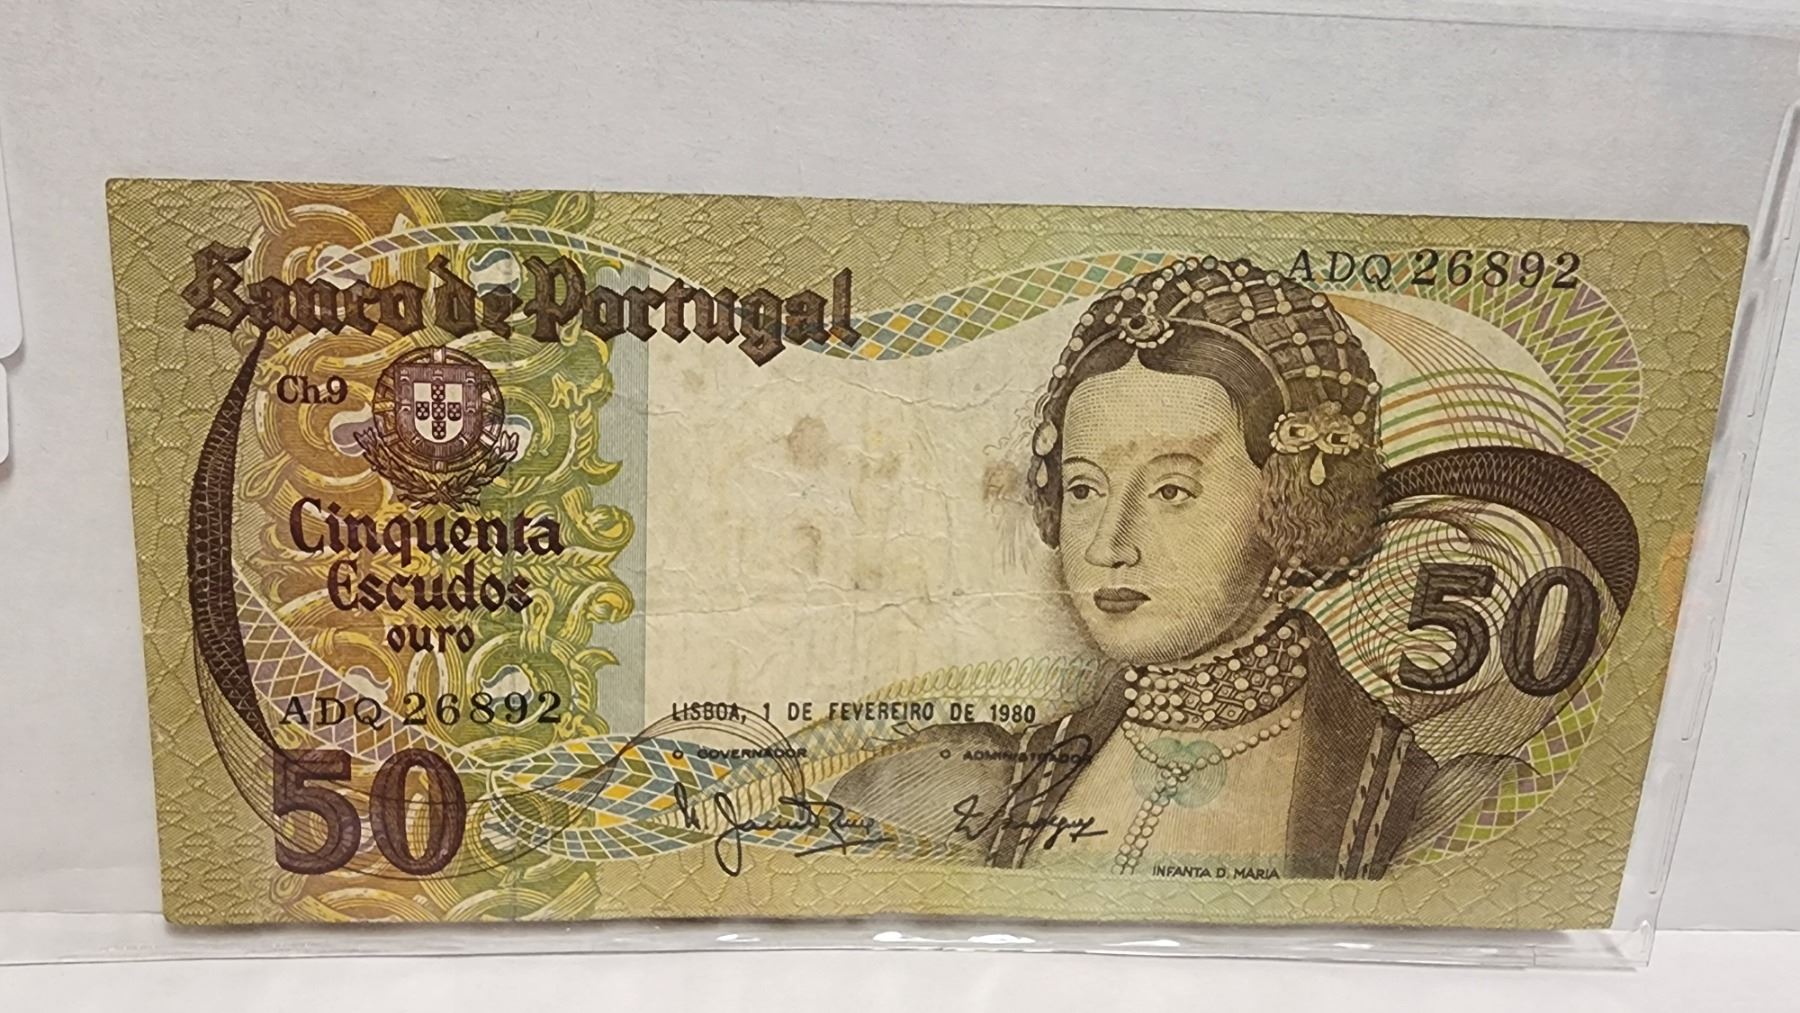 Banco de Portugal
ADQ 26892
Ch.9
Cinquenta
Escudos
ouro
50
ADQ 26892
LISBOA, 1 DE FEVEREIRO DE 1980
O GOVERNADOR
O ADMINISTRADOR
50
INFANTA D. MARIA